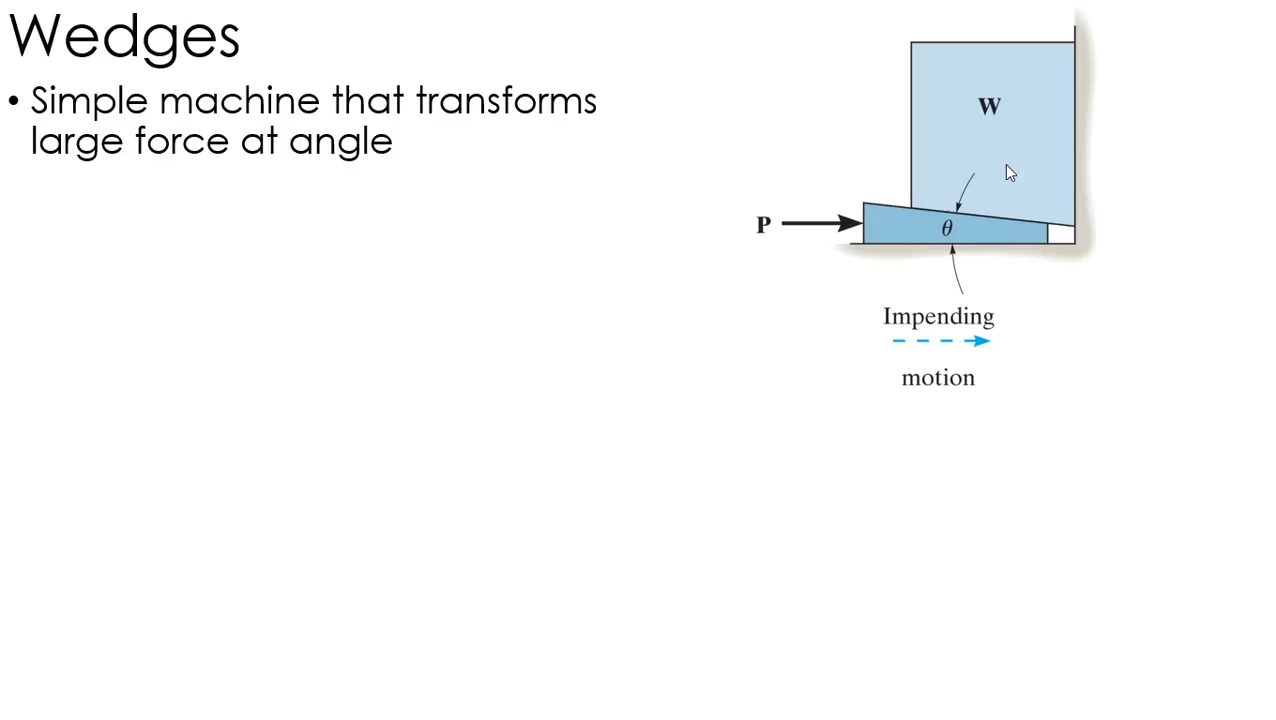 Wedges
• Simple machine that transforms
large force at angle
W
P
θ
Impending
motion